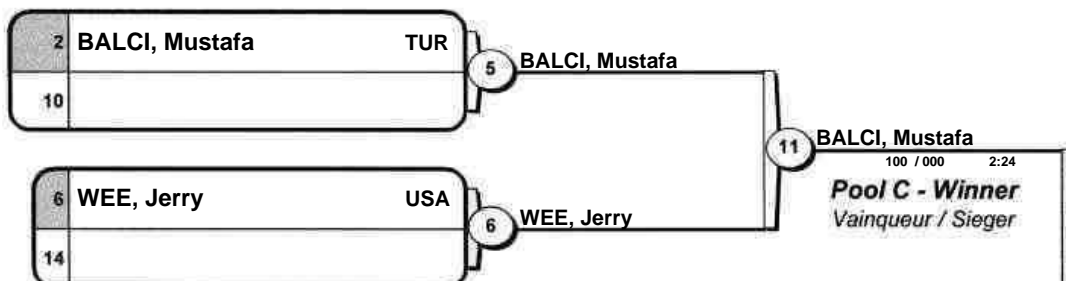 2 BALCI, Mustafa TUR
10
5 BALCI, Mustafa
6 WEE, Jerry USA
14
6 WEE, Jerry
11 BALCI, Mustafa
100 / 000 2:24
Pool C - Winner
Vainqueur / Sieger